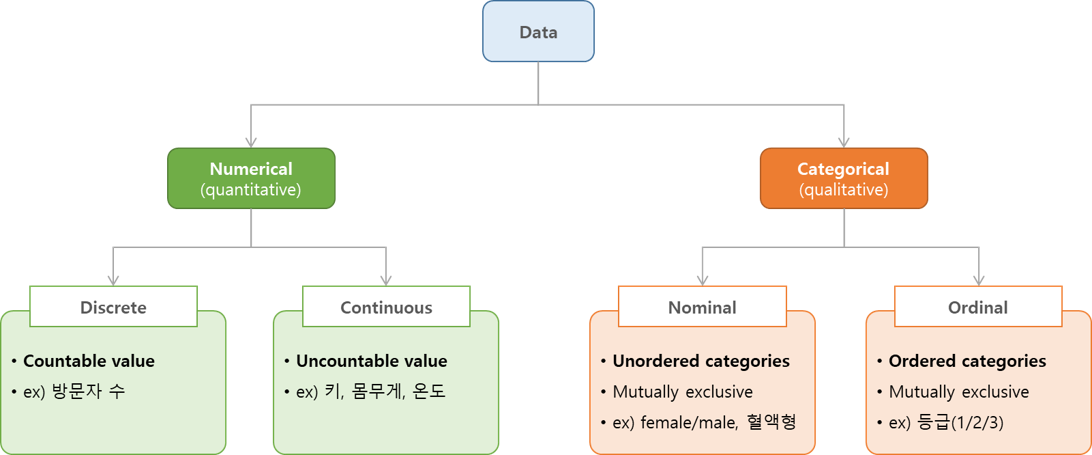 Data
Numerical
(quantitative)
Categorical
(qualitative)
Discrete
• Countable value
• ex) 방문자 수
Continuous
• Uncountable value
• ex) 키, 몸무게, 온도
Nominal
• Unordered categories
• Mutually exclusive
• ex) female/male, 혈액형
Ordinal
• Ordered categories
• Mutually exclusive
• ex) 등급(1/2/3)